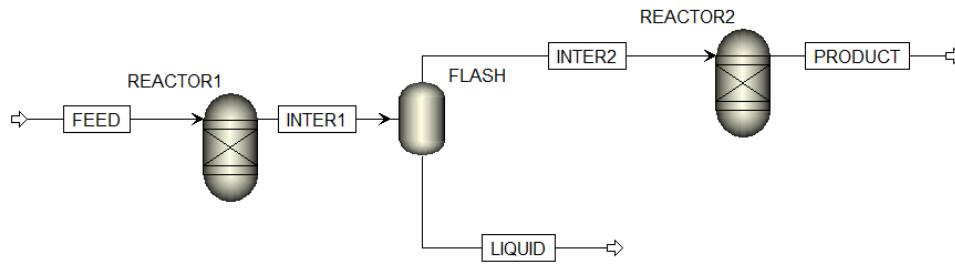 REACTOR2
INTER2
PRODUCT
FLASH
REACTOR1
FEED
INTER1
LIQUID